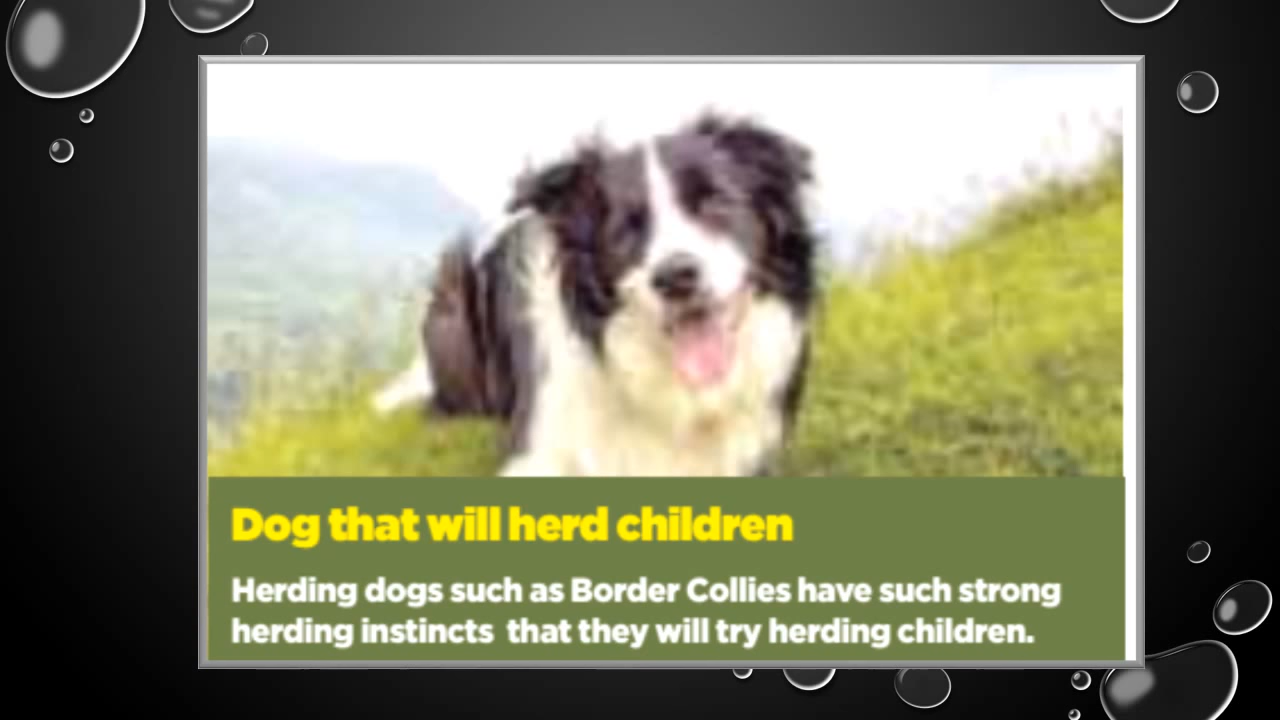 Dog that will herd children
Herding dogs such as Border Collies have such strong
herding instincts that they will try herding children.